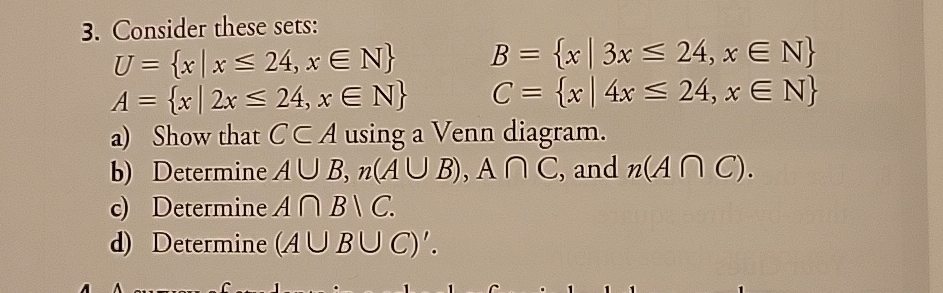 3. Consider these sets:
U = {x | x ≤ 24, x ∈ N} B = {x | 3x ≤ 24, x ∈ N}
A = {x | 2x ≤ 24, x ∈ N} C = {x | 4x ≤ 24, x ∈ N}
a) Show that C ⊂ A using a Venn diagram.
b) Determine A ∪ B, n(A ∪ B), A ∩ C, and n(A ∩ C).
c) Determine A ∩ B \ C.
d) Determine (A ∪ B ∪ C)′.